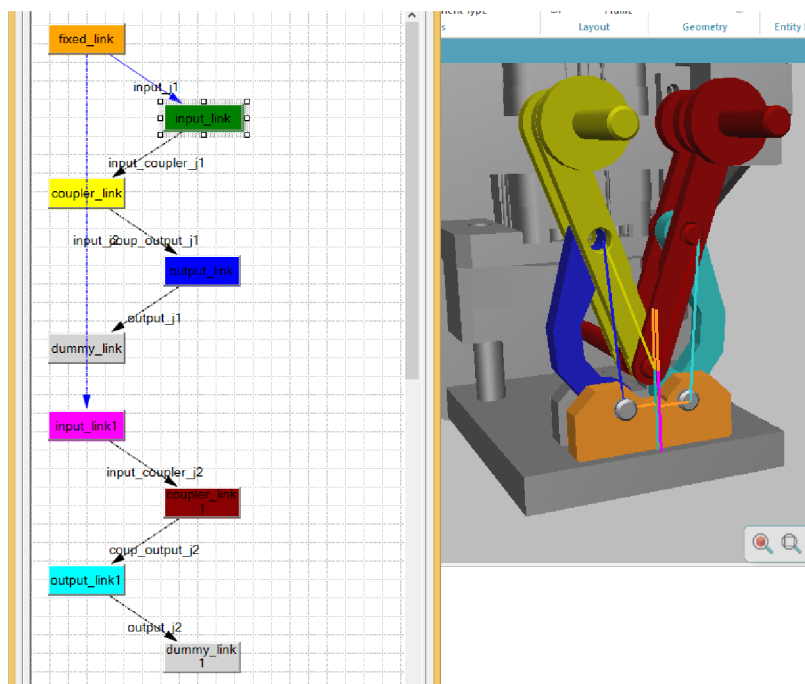 Layout
Geometry
Entity
fixed_link
input_j1
input_link
input_coupler_j1
coupler_link
input_j2
coup_output_j1
output_link
output_j1
dummy_link
input_link1
input_coupler_j2
coupler_link
1
coup_output_j2
output_link1
output_j2
dummy_link
1